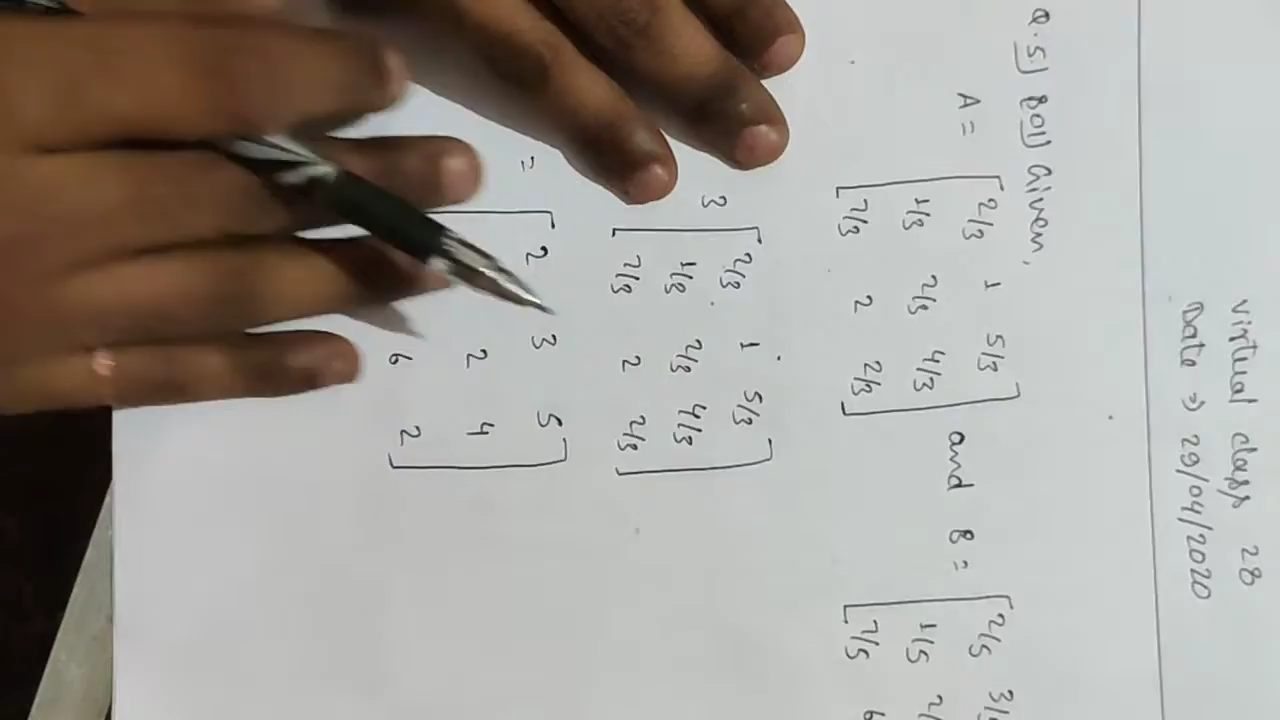 Virtual class 28
Date ⇒ 29/04/2020
Q.5) Sol) Given,
A = [ 2/3 1 5/3
1/3 2/3 4/3
7/3 2 2/3 ] and B = [ 2/5 3/
1/5 2/
7/5 6
3 [ 2/3 1 5/3
1/3 2/3 4/3
7/3 2 2/3 ]
= [ 2 3 5
2 4
6 2 ]